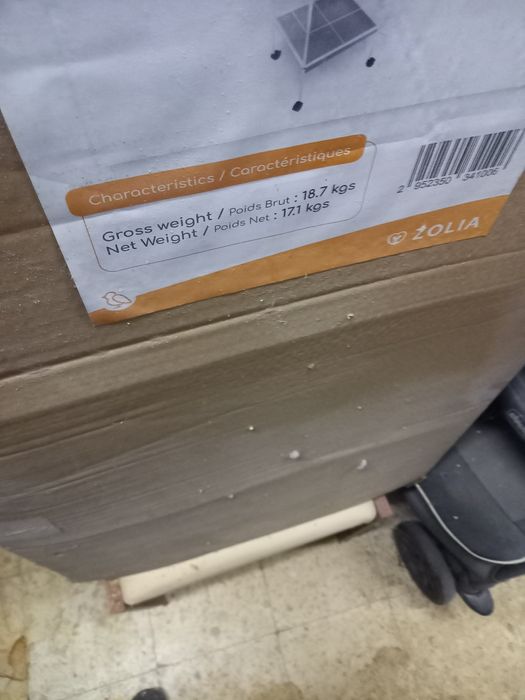 Characteristics / Caractéristiques
Gross weight / Poids Brut : 18.7 kgs
Net Weight / Poids Net : 17.1 kgs
2 952350 341006
ZOLIA